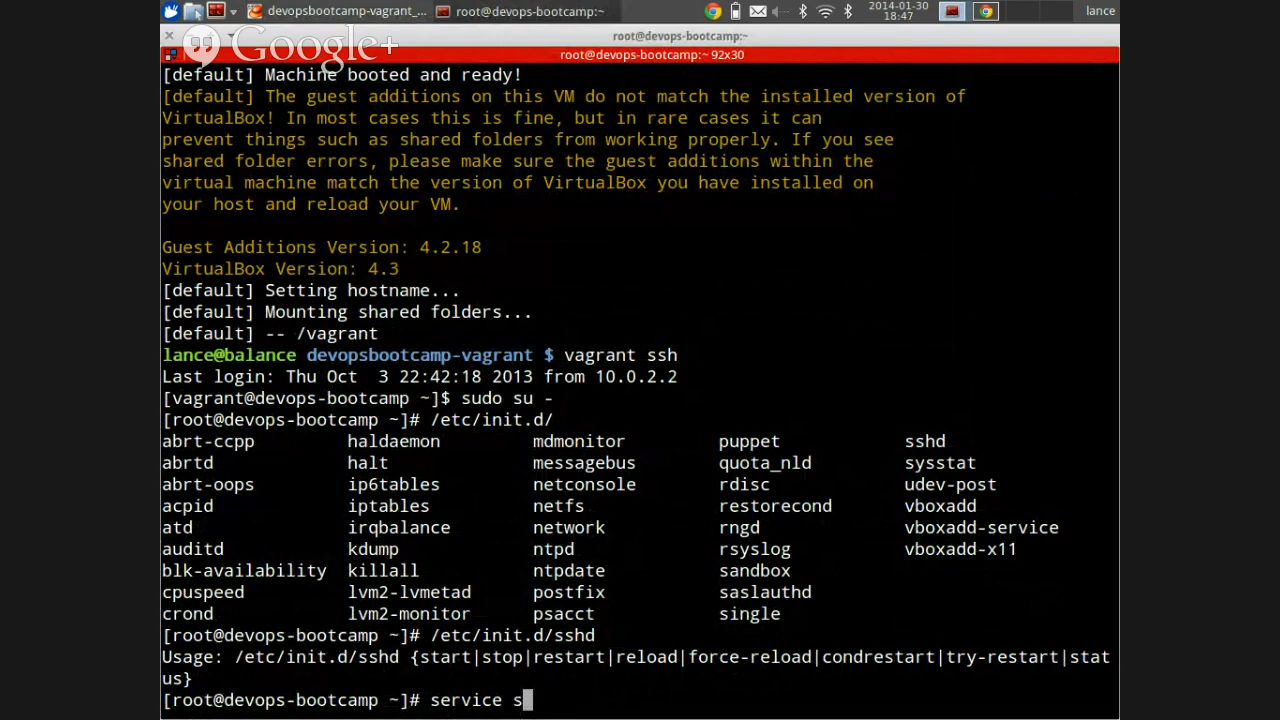 devopsbootcamp-vagrant_...
root@devops-bootcamp:~
2014-01-30
18:47
lance
root@devops-bootcamp:~
Google+
root@devops-bootcamp:~ 92x30
[default] Machine booted and ready!
[default] The guest additions on this VM do not match the installed version of
VirtualBox! In most cases this is fine, but in rare cases it can
prevent things such as shared folders from working properly. If you see
shared folder errors, please make sure the guest additions within the
virtual machine match the version of VirtualBox you have installed on
your host and reload your VM.
Guest Additions Version: 4.2.18
VirtualBox Version: 4.3
[default] Setting hostname...
[default] Mounting shared folders...
[default] -- /vagrant
lance@balance devopsbootcamp-vagrant $ vagrant ssh
Last login: Thu Oct  3 22:42:18 2013 from 10.0.2.2
[vagrant@devops-bootcamp ~]$ sudo su -
[root@devops-bootcamp ~]# /etc/init.d/
abrt-ccpp haldaemon mdmonitor puppet sshd
abrtd halt messagebus quota_nld sysstat
abrt-oops ip6tables netconsole rdisc udev-post
acpid iptables netfs restorecond vboxadd
atd irqbalance network rngd vboxadd-service
auditd kdump ntpd rsyslog vboxadd-x11
blk-availability killall ntpdate sandbox
cpuspeed lvm2-lvmetad postfix saslauthd
crond lvm2-monitor psacct single
[root@devops-bootcamp ~]# /etc/init.d/sshd
Usage: /etc/init.d/sshd {start|stop|restart|reload|force-reload|condrestart|try-restart|stat
us}
[root@devops-bootcamp ~]# service s